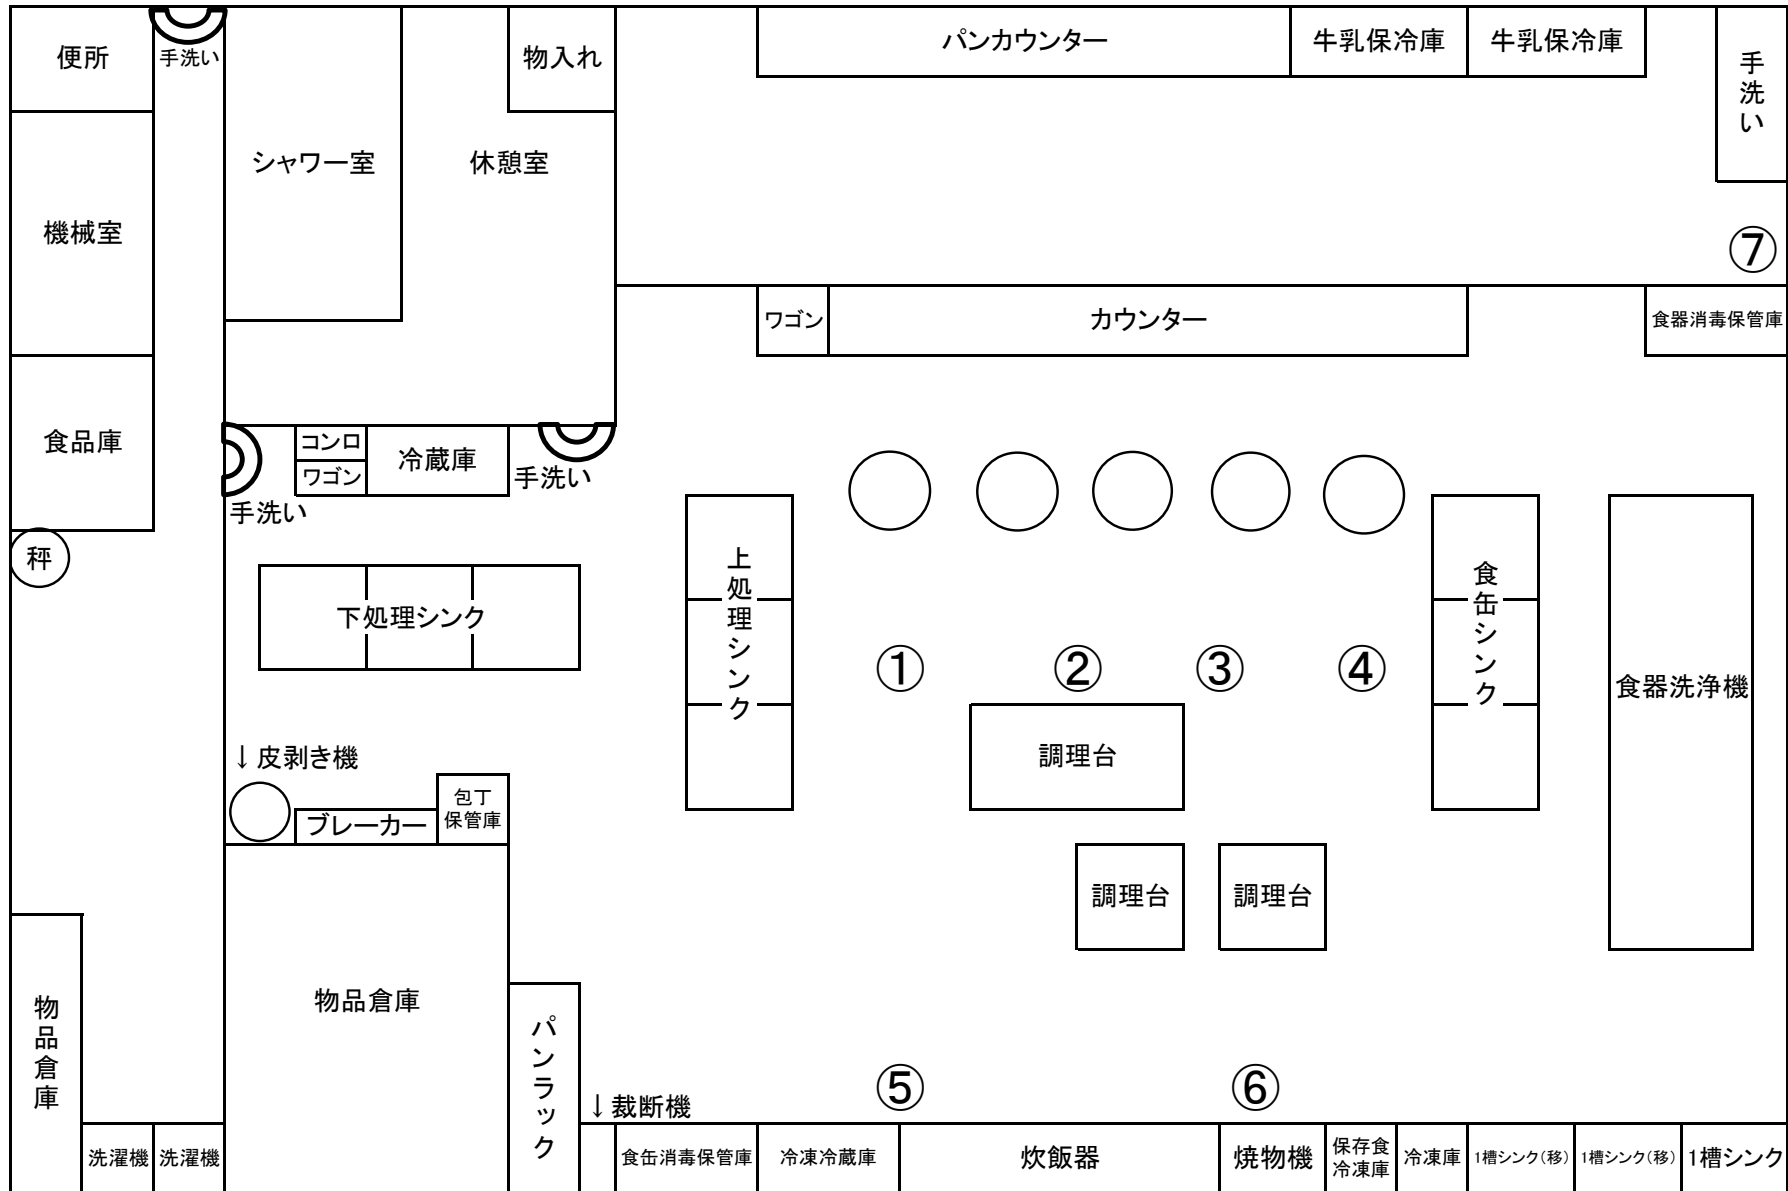 便所
手洗い
物入れ
パンカウンター
牛乳保冷庫
牛乳保冷庫
手洗い
シャワー室
休憩室
機械室
⑦
ワゴン
カウンター
食器消毒保管庫
食品庫
コンロ
ワゴン
冷蔵庫
手洗い
手洗い
秤
下処理シンク
上処理シンク
食缶シンク
①
②
③
④
食器洗浄機
↓皮剥き機
調理台
包丁
保管庫
ブレーカー
調理台
調理台
物品倉庫
物品倉庫
パンラック
⑤
⑥
↓裁断機
洗濯機
洗濯機
食缶消毒保管庫
冷凍冷蔵庫
炊飯器
焼物機
保存食
冷凍庫
冷凍庫
1槽シンク(移)
1槽シンク(移)
1槽シンク